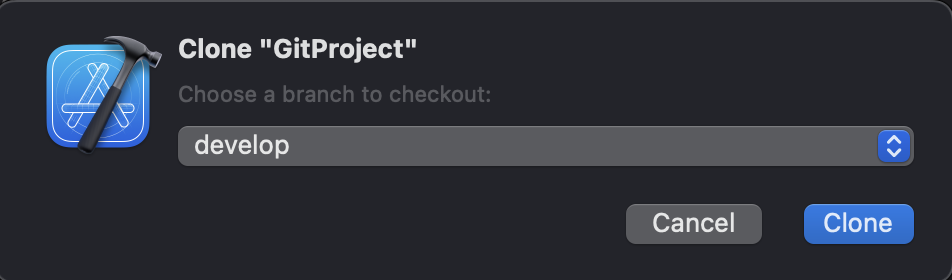 Clone "GitProject"
Choose a branch to checkout:
develop
Cancel Clone